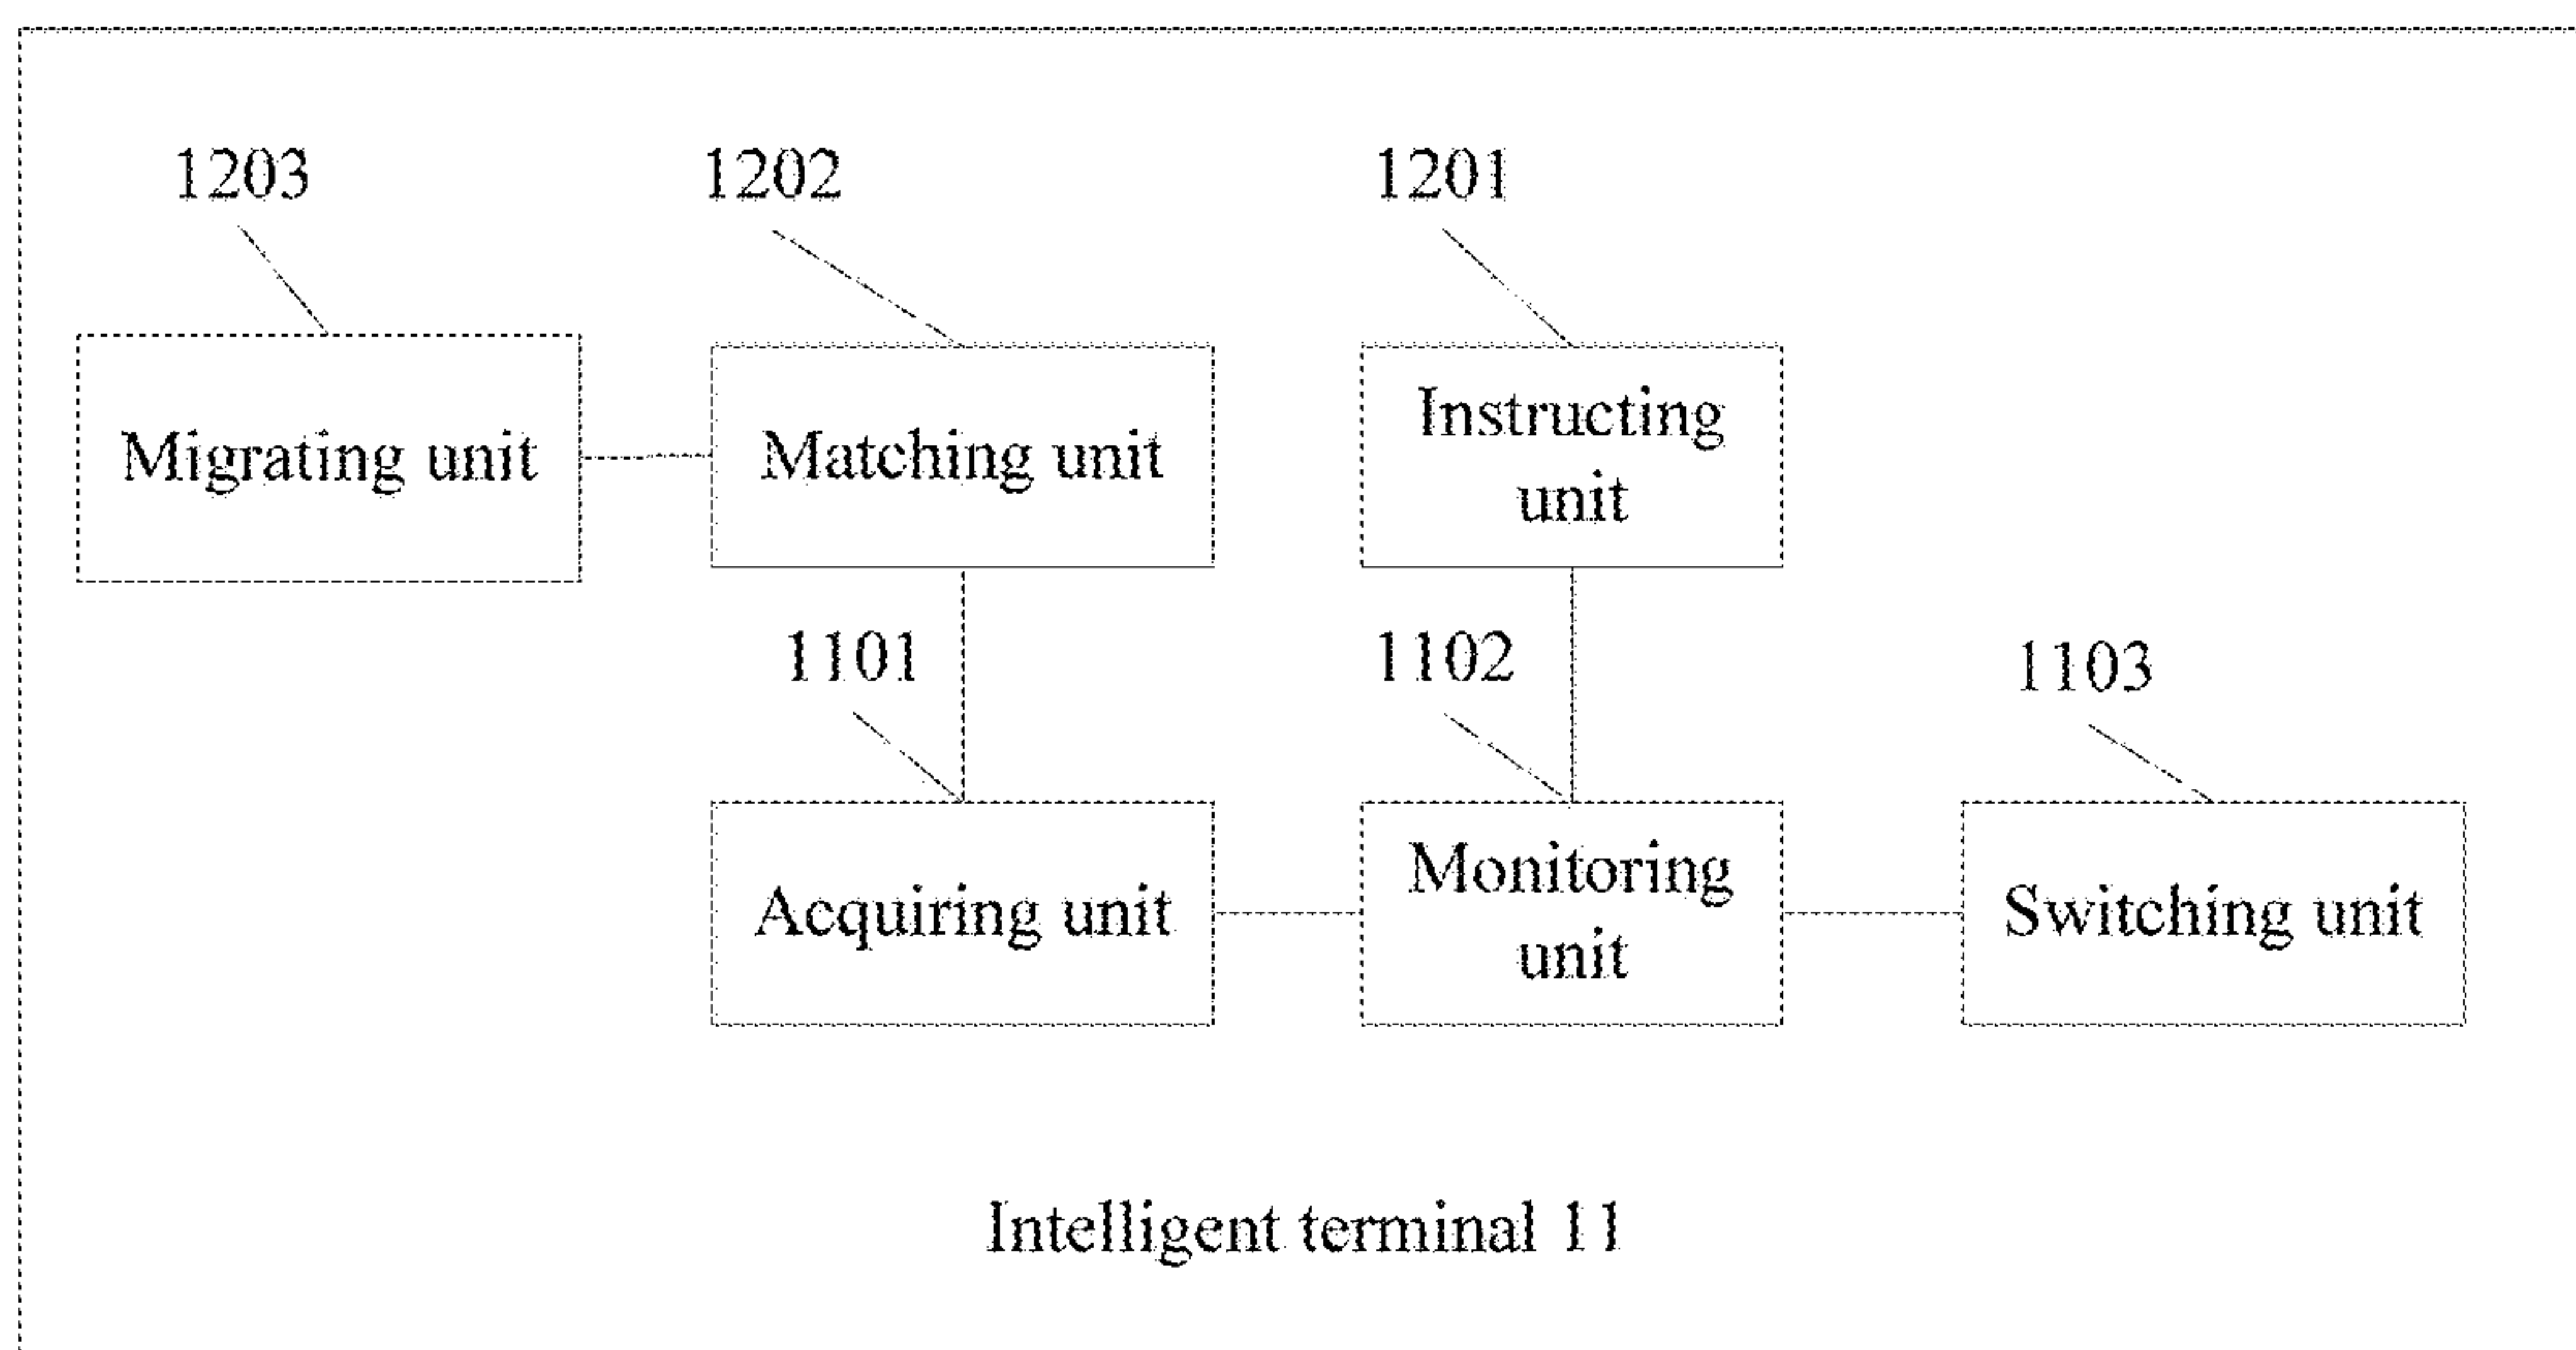 1203
1202
1201
Migrating unit
Matching unit
Instructing
unit
1101
1102
1103
Acquiring unit
Monitoring
unit
Switching unit
Intelligent terminal 11